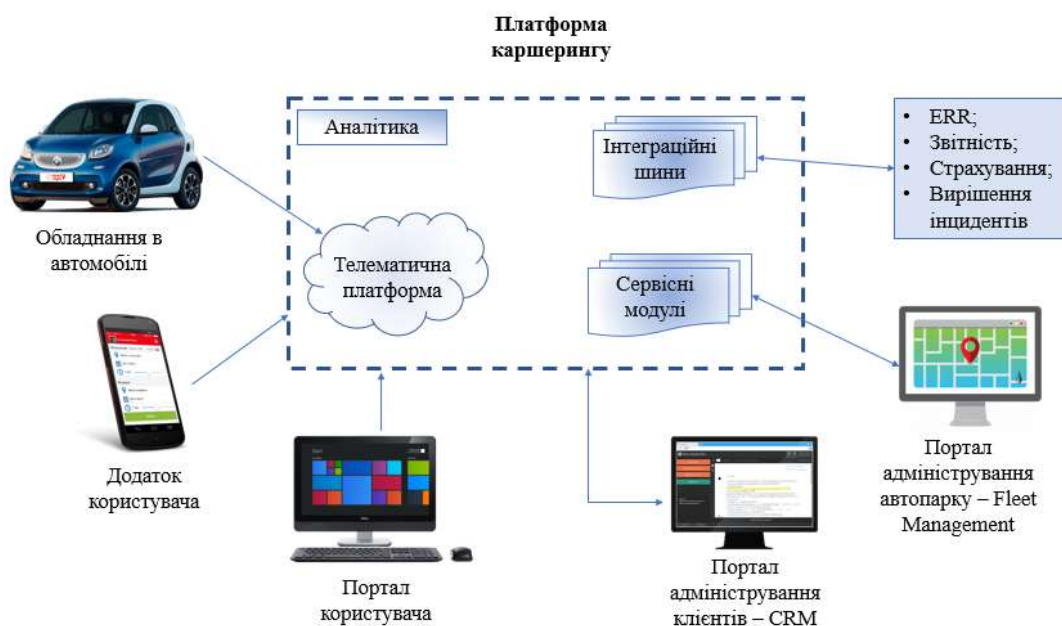 Платформа
каршерингу
Аналітика
Інтеграційні
шини
• ERR;
• Звітність;
• Страхування;
• Вирішення
інцидентів
Обладнання в
автомобілі
Телематична
платформа
Сервісні
модулі
Додаток
користувача
Портал
користувача
Портал
адміністрування
клієнтів – CRM
Портал
адміністрування
автопарку – Fleet
Management